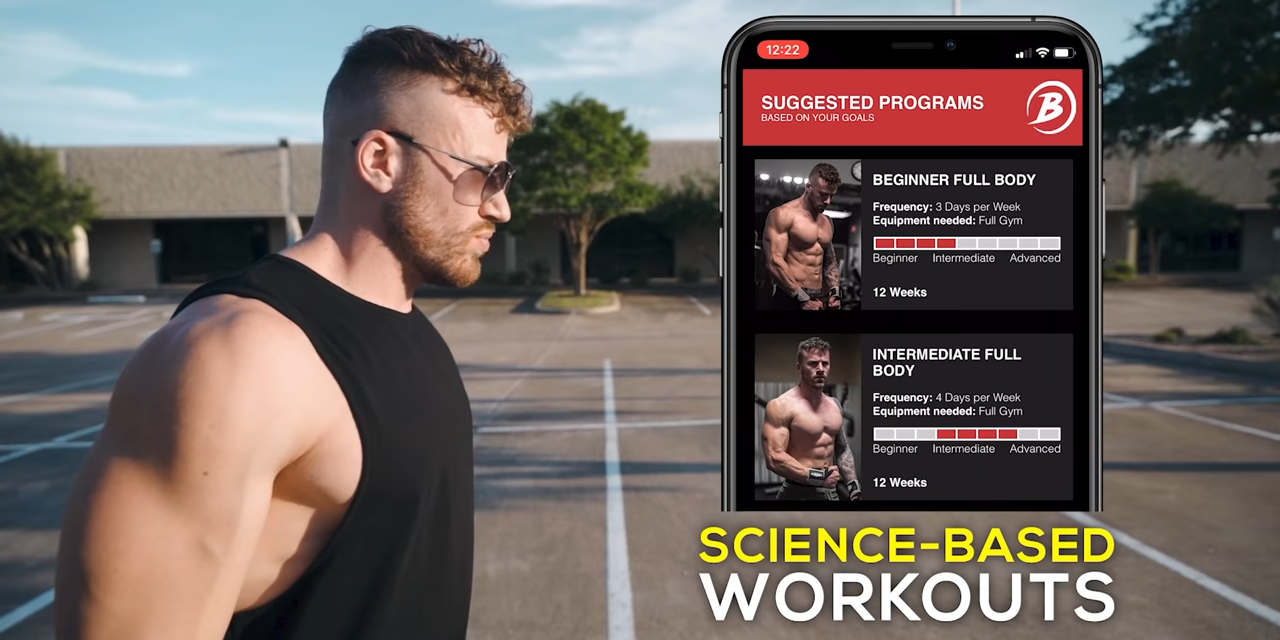 12:22
SUGGESTED PROGRAMS
BASED ON YOUR GOALS
B
BEGINNER FULL BODY
Frequency: 3 Days per Week
Equipment needed: Full Gym
Beginner Intermediate Advanced
12 Weeks
INTERMEDIATE FULL
BODY
Frequency: 4 Days per Week
Equipment needed: Full Gym
Beginner Intermediate Advanced
12 Weeks
SCIENCE-BASED
WORKOUTS